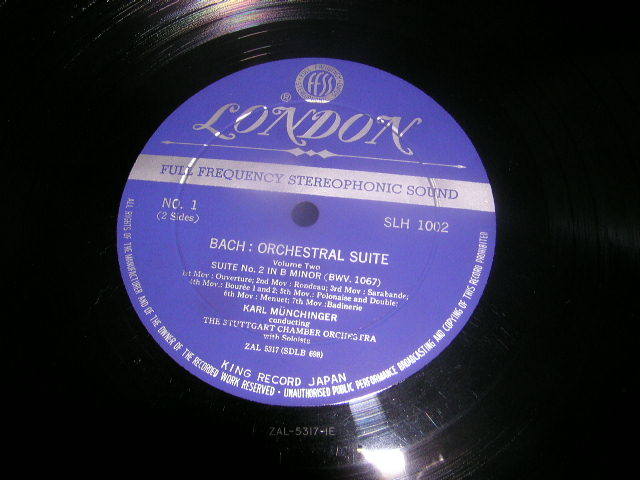 FFSS
®
LONDON
FULL FREQUENCY STEREOPHONIC SOUND
NO. 1
(2 Sides)
SLH 1002
BACH : ORCHESTRAL SUITE
Volume Two
SUITE No. 2 IN B MINOR (BWV. 1067)
1st Mov : Ouverture; 2nd Mov : Rondeau; 3rd Mov : Sarabande;
4th Mov : Bourée 1 and 2; 5th Mov : Polonaise and Double;
6th Mov : Menuet; 7th Mov : Badinerie
KARL MÜNCHINGER
conducting
THE STUTTGART CHAMBER ORCHESTRA
with Soloists
ZAL 5317 (SDLB 698)
KING RECORD JAPAN
ALL RIGHTS OF THE MANUFACTURER AND OF THE OWNER OF THE RECORDED WORK RESERVED · UNAUTHORISED PUBLIC PERFORMANCE BROADCASTING AND COPYING OF THIS RECORD PROHIBITED
ZAL-5317-1E